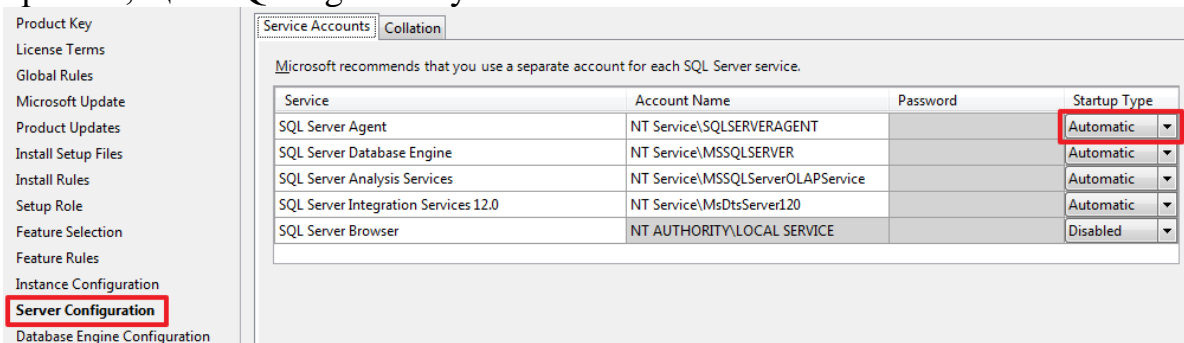 Product Key
License Terms
Global Rules
Microsoft Update
Product Updates
Install Setup Files
Install Rules
Setup Role
Feature Selection
Feature Rules
Instance Configuration
Server Configuration
Database Engine Configuration
Service Accounts Collation
Microsoft recommends that you use a separate account for each SQL Server service.
Service Account Name Password Startup Type
SQL Server Agent NT Service\SQLSERVERAGENT Automatic
SQL Server Database Engine NT Service\MSSQLSERVER Automatic
SQL Server Analysis Services NT Service\MSSQLServerOLAPService Automatic
SQL Server Integration Services 12.0 NT Service\MsDtsServer120 Automatic
SQL Server Browser NT AUTHORITY\LOCAL SERVICE Disabled